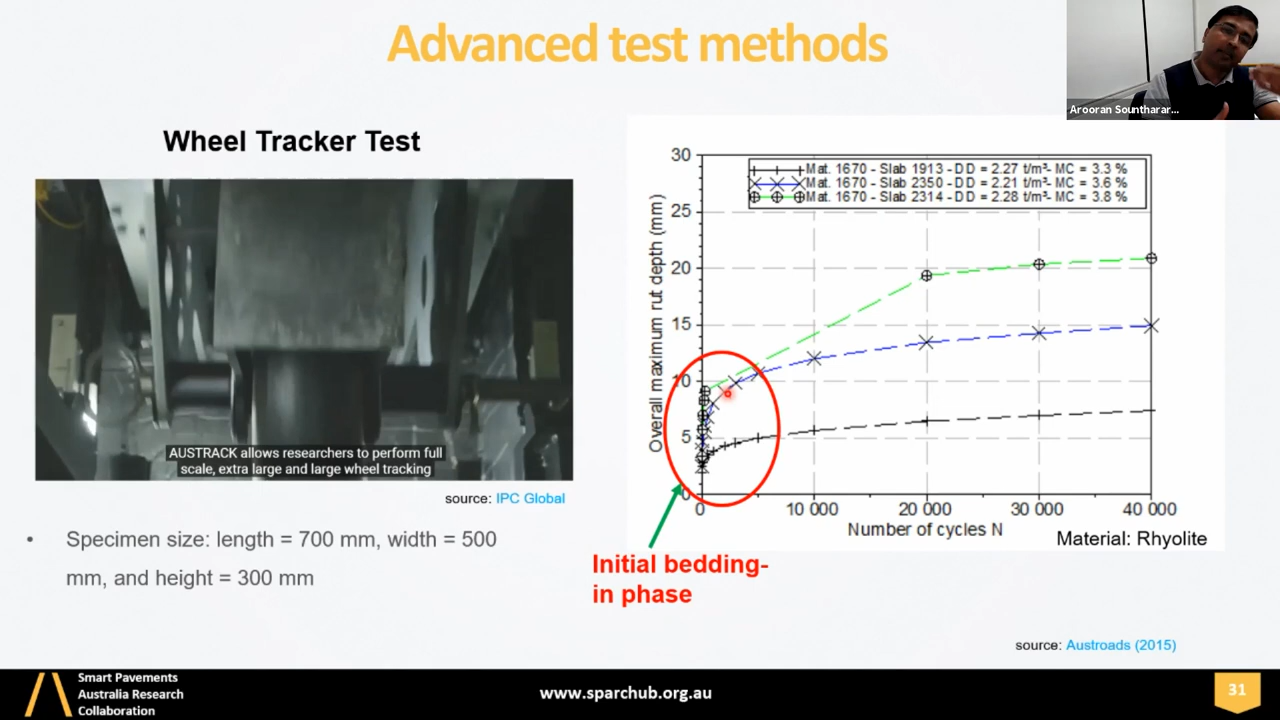 Advanced test methods
Arooran Sountharar...
Wheel Tracker Test
AUSTRACK allows researchers to perform full
scale, extra large and large wheel tracking
source: IPC Global
• Specimen size: length = 700 mm, width = 500
mm, and height = 300 mm
Mat. 1670 - Slab 1913 - DD = 2.27 t/m³- MC = 3.3 %
Mat. 1670 - Slab 2350 - DD = 2.21 t/m³- MC = 3.6 %
Mat. 1670 - Slab 2314 - DD = 2.28 t/m³- MC = 3.8 %
Overall maximum rut depth (mm)
30
25
20
15
10
5
0
0 10 000 20 000 30 000 40 000
Number of cycles N
Material: Rhyolite
Initial bedding-
in phase
source: Austroads (2015)
Smart Pavements
Australia Research
Collaboration
www.sparchub.org.au
31